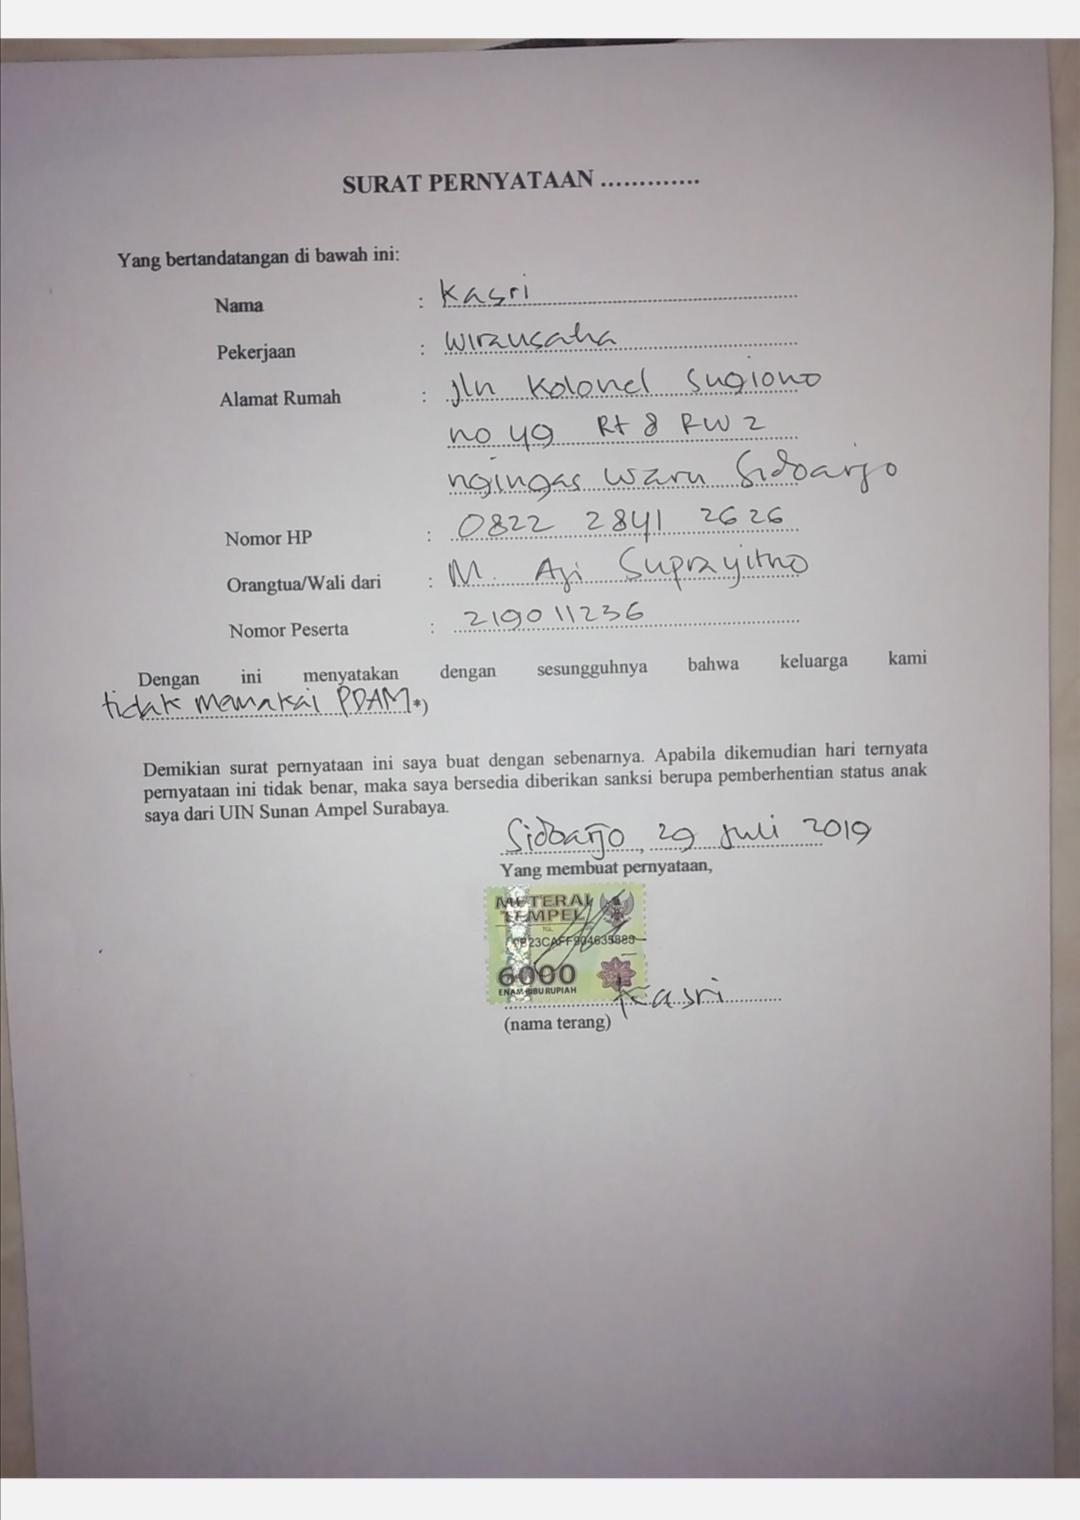 SURAT PERNYATAAN .............
Yang bertandatangan di bawah ini:
Nama : Kasri
Pekerjaan : Wirausaha
Alamat Rumah : Jln Kolonel Sugiono
no 49 Rt 8 RW 2
ngingas waru Sidoarjo
Nomor HP : 0822 2841 2626
Orangtua/Wali dari : M. Aji Suprayitno
Nomor Peserta : 219011236
Dengan ini menyatakan dengan sesungguhnya bahwa keluarga kami
tidak memakai PDAM *)
Demikian surat pernyataan ini saya buat dengan sebenarnya. Apabila dikemudian hari ternyata
pernyataan ini tidak benar, maka saya bersedia diberikan sanksi berupa pemberhentian status anak
saya dari UIN Sunan Ampel Surabaya.
Sidoarjo, 29 Juli 2019
Yang membuat pernyataan,
METERAI
TEMPEL
TGL.
6000
ENAM RIBU RUPIAH
Kasri
(nama terang)